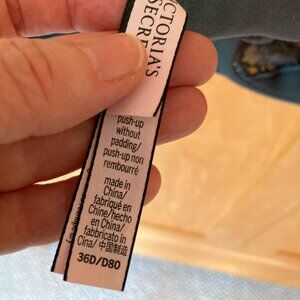 VICTORIA'S
SECRET
push-up
without
padding/
push-up non
rembourré
made in
China/
fabriqué en
Chine/hecho
en China/
fabbricato in
Cina/ 中国制造
36D/D80